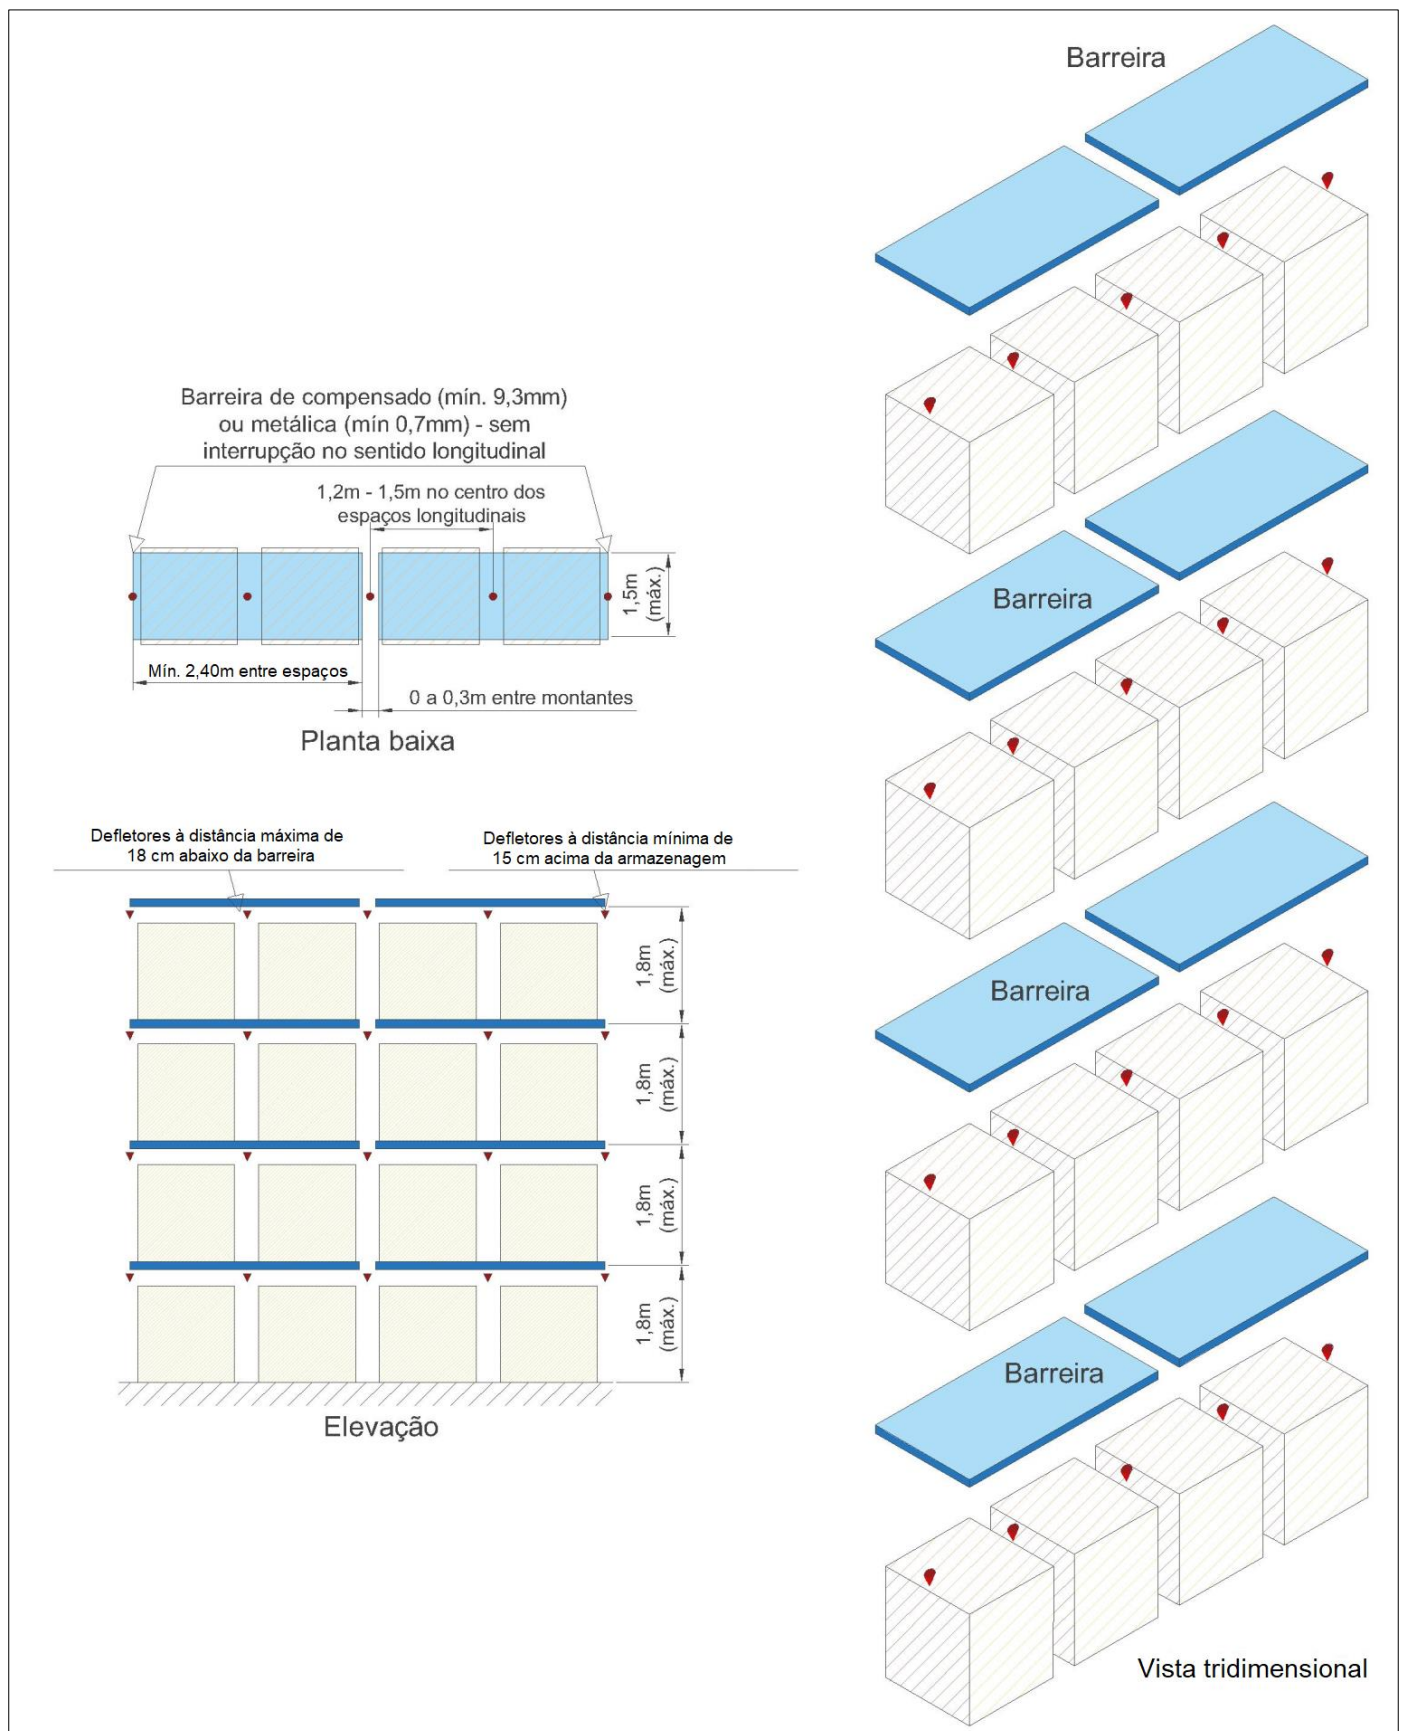 Barreira
Barreira de compensado (mín. 9,3mm)
ou metálica (mín 0,7mm) - sem
interrupção no sentido longitudinal
1,2m - 1,5m no centro dos
espaços longitudinais
1,5m
(máx.)
Mín. 2,40m entre espaços
0 a 0,3m entre montantes
Planta baixa
Defletores à distância máxima de
18 cm abaixo da barreira
Defletores à distância mínima de
15 cm acima da armazenagem
1,8m
(máx.)
1,8m
(máx.)
1,8m
(máx.)
1,8m
(máx.)
Elevação
Barreira
Barreira
Barreira
Vista tridimensional